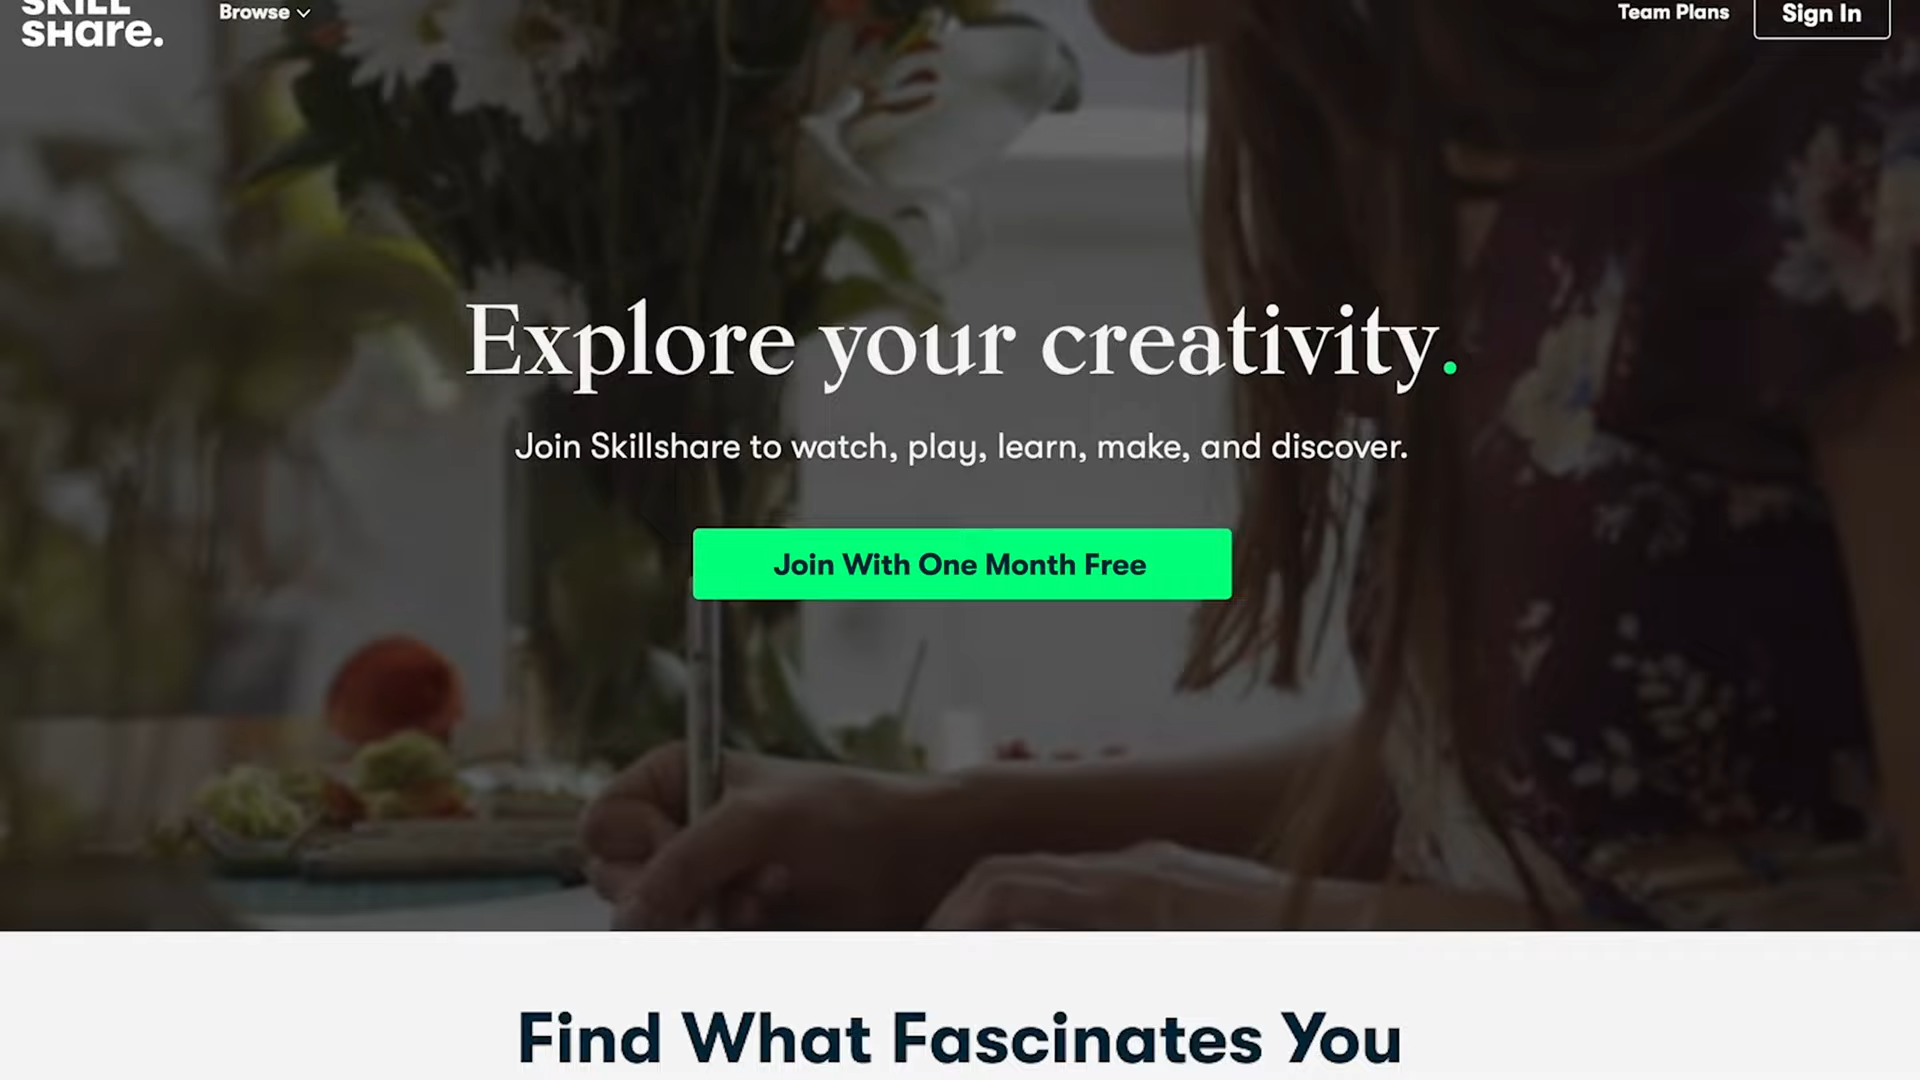 SKILL
SHare.
Browse
Team Plans
Sign In
Explore your creativity.
Join Skillshare to watch, play, learn, make, and discover.
Join With One Month Free
Find What Fascinates You